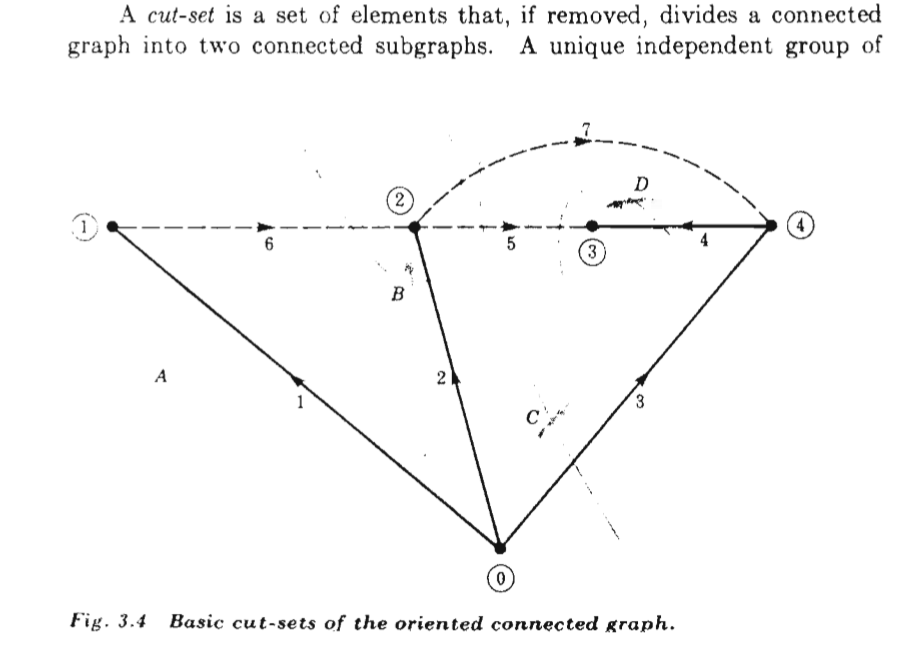 A cut-set is a set of elements that, if removed, divides a connected
graph into two connected subgraphs. A unique independent group of
7
D
2
1
4
6
5
3
4
B
A
2
1
C
3
0
Fig. 3.4 Basic cut-sets of the oriented connected graph.